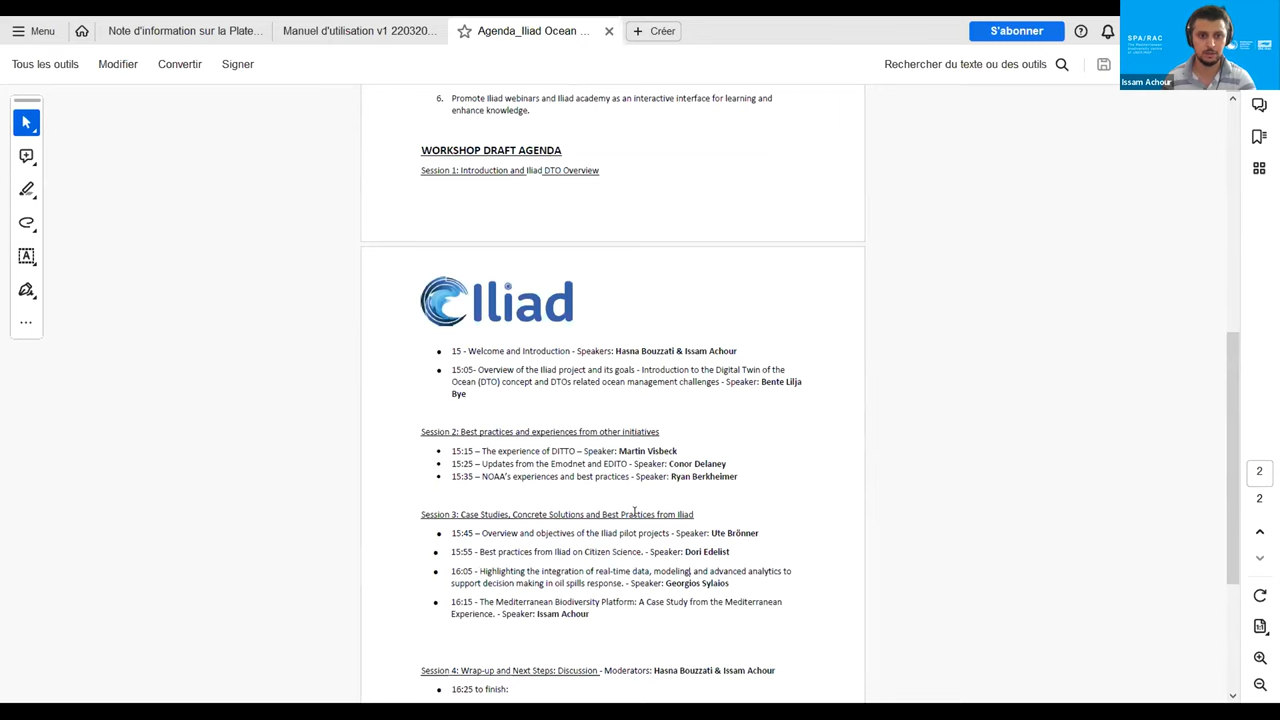 Menu
Note d'information sur la Plate...
Manuel d'utilisation v1 220320...
Agenda_Iliad Ocean ...
Créer
S'abonner
Tous les outils
Modifier
Convertir
Signer
Rechercher du texte ou des outils
SPA/RAC
Issam Achour
6. Promote Iliad webinars and Iliad academy as an interactive interface for learning and
enhance knowledge.
WORKSHOP DRAFT AGENDA
Session 1: Introduction and Iliad DTO Overview
Iliad
• 15 - Welcome and Introduction - Speakers: Hasna Bouzzati & Issam Achour
• 15:05- Overview of the Iliad project and its goals - Introduction to the Digital Twin of the
Ocean (DTO) concept and DTOs related ocean management challenges - Speaker: Bente Lilja
Bye
Session 2: Best practices and experiences from other initiatives
• 15:15 – The experience of DITTO – Speaker: Martin Visbeck
• 15:25 – Updates from the Emodnet and EDITO - Speaker: Conor Delaney
• 15:35 – NOAA's experiences and best practices - Speaker: Ryan Berkheimer
Session 3: Case Studies, Concrete Solutions and Best Practices from Iliad
• 15:45 – Overview and objectives of the Iliad pilot projects - Speaker: Ute Brönner
• 15:55 - Best practices from Iliad on Citizen Science. - Speaker: Dori Edelist
• 16:05 - Highlighting the integration of real-time data, modeling, and advanced analytics to
support decision making in oil spills response. - Speaker: Georgios Sylaios
• 16:15 - The Mediterranean Biodiversity Platform: A Case Study from the Mediterranean
Experience. - Speaker: Issam Achour
Session 4: Wrap-up and Next Steps: Discussion - Moderators: Hasna Bouzzati & Issam Achour
• 16:25 to finish:
2
2